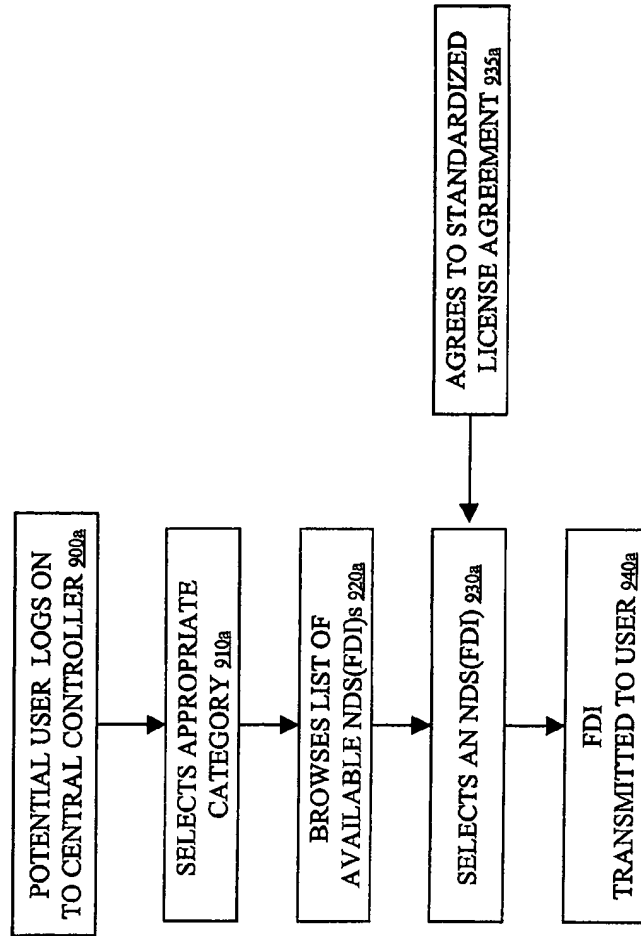 POTENTIAL USER LOGS ON
TO CENTRAL CONTROLLER 900a
SELECTS APPROPRIATE
CATEGORY 910a
BROWSES LIST OF
AVAILABLE NDS(FDI)s 920a
SELECTS AN NDS(FDI) 930a
AGREES TO STANDARDIZED
LICENSE AGREEMENT 935a
FDI
TRANSMITTED TO USER 940a